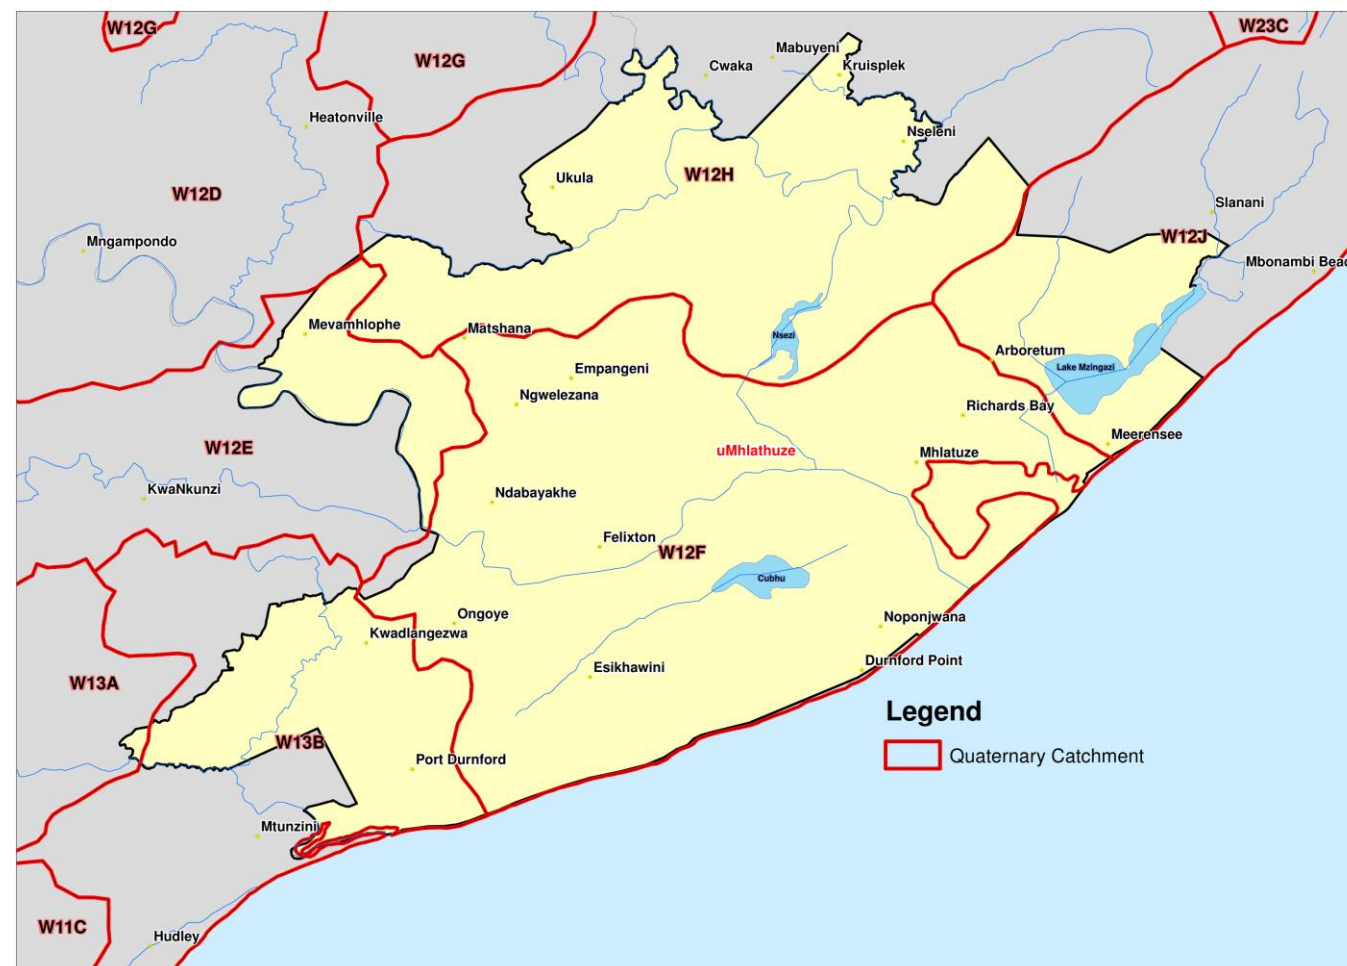 W12G
W23C
W12G
Mabuyeni
Cwaka
Kruisplek
Heatonville
Nseleni
W12H
Ukula
W12D
Slanani
W12J
Mngampondo
Mbonambi Beac
Mevamhlophe
Matshana
Nsezi
Arboretum
Empangeni
Lake Mzingazi
Ngwelezana
Richards Bay
Meerensee
W12E
uMhlathuze
Mhlatuze
KwaNkunzi
Ndabayakhe
Felixton
W12F
Cubhu
Ongoye
Noponjwana
Kwadlangezwa
Durnford Point
Esikhawini
W13A
Legend
W13B
Port Durnford
Quaternary Catchment
Mtunzini
W11C
Hudley